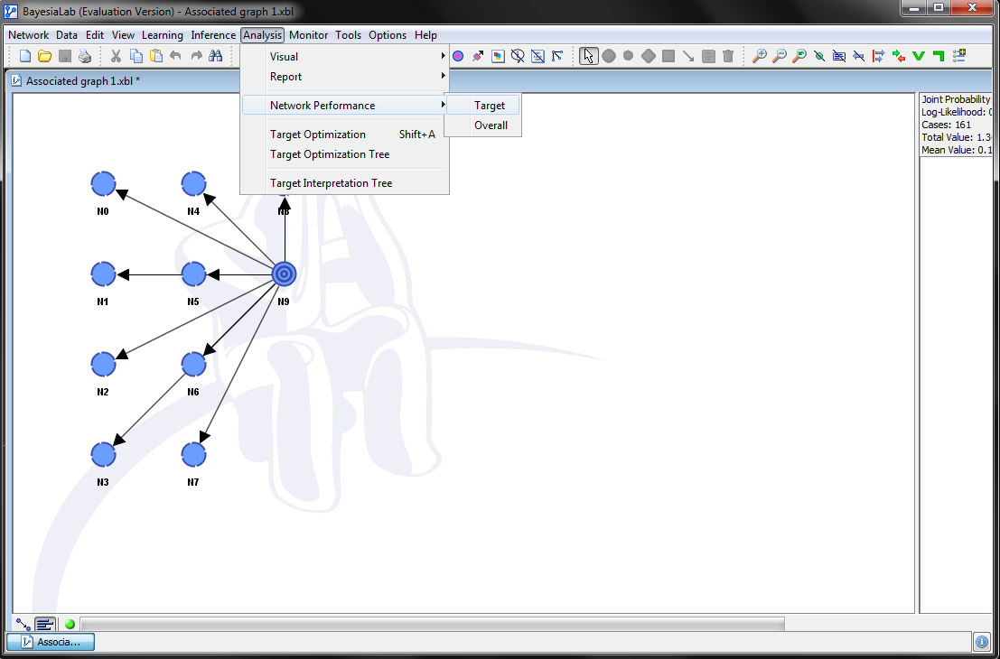 BayesiaLab (Evaluation Version) - Associated graph 1.xbl
Network Data Edit View Learning Inference Analysis Monitor Tools Options Help
Associated graph 1.xbl *
Visual
Report
Network Performance
Target
Overall
Target Optimization Shift+A
Target Optimization Tree
Target Interpretation Tree
Joint Probability
Log-Likelihood:
Cases: 161
Total Value: 1.3
Mean Value: 0.1
N0 N4 N8
N1 N5 N9
N2 N6
N3 N7
Associa...